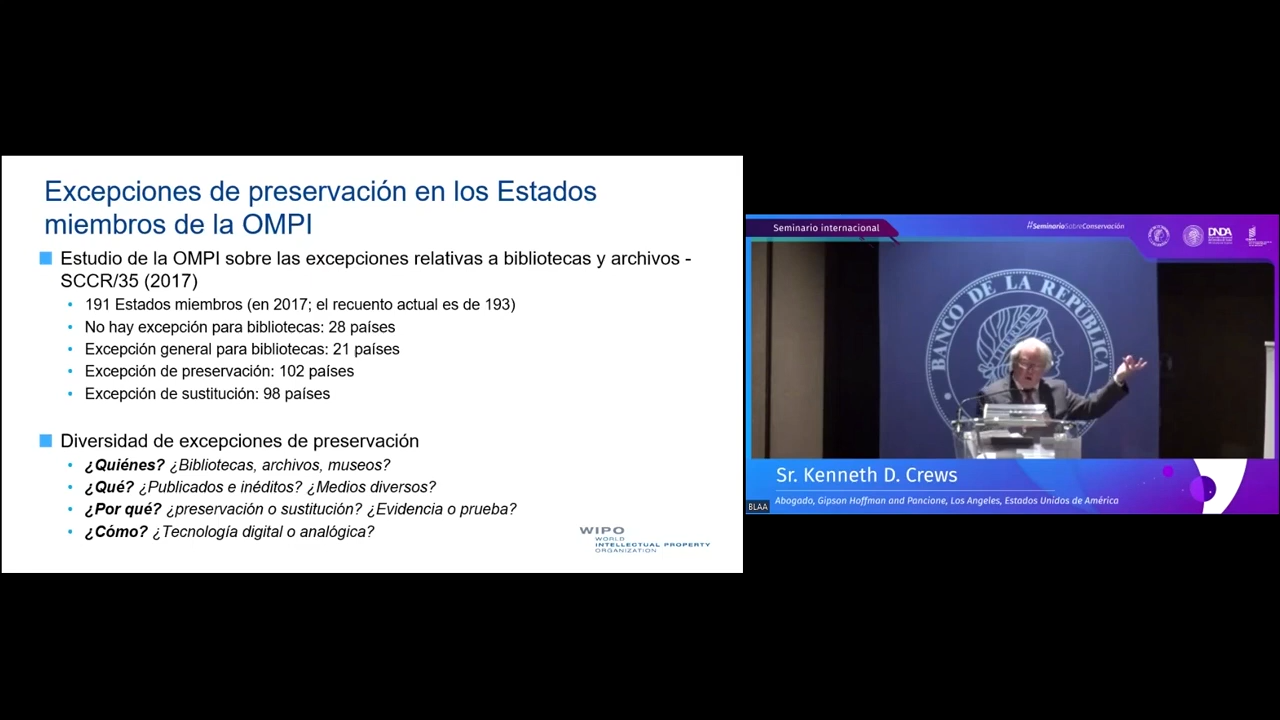 Excepciones de preservación en los Estados
miembros de la OMPI
Estudio de la OMPI sobre las excepciones relativas a bibliotecas y archivos -
SCCR/35 (2017)
• 191 Estados miembros (en 2017; el recuento actual es de 193)
• No hay excepción para bibliotecas: 28 países
• Excepción general para bibliotecas: 21 países
• Excepción de preservación: 102 países
• Excepción de sustitución: 98 países
Diversidad de excepciones de preservación
• ¿Quiénes? ¿Bibliotecas, archivos, museos?
• ¿Qué? ¿Publicados e inéditos? ¿Medios diversos?
• ¿Por qué? ¿preservación o sustitución? ¿Evidencia o prueba?
• ¿Cómo? ¿Tecnología digital o analógica?
WIPO
WORLD
INTELLECTUAL PROPERTY
ORGANIZATION
Seminario internacional
#SeminarioSobreConservación
DNDA
BANCO DE LA REPÚBLICA
Sr. Kenneth D. Crews
Abogado, Gipson Hoffman and Pancione, Los Angeles, Estados Unidos de América
BLAA